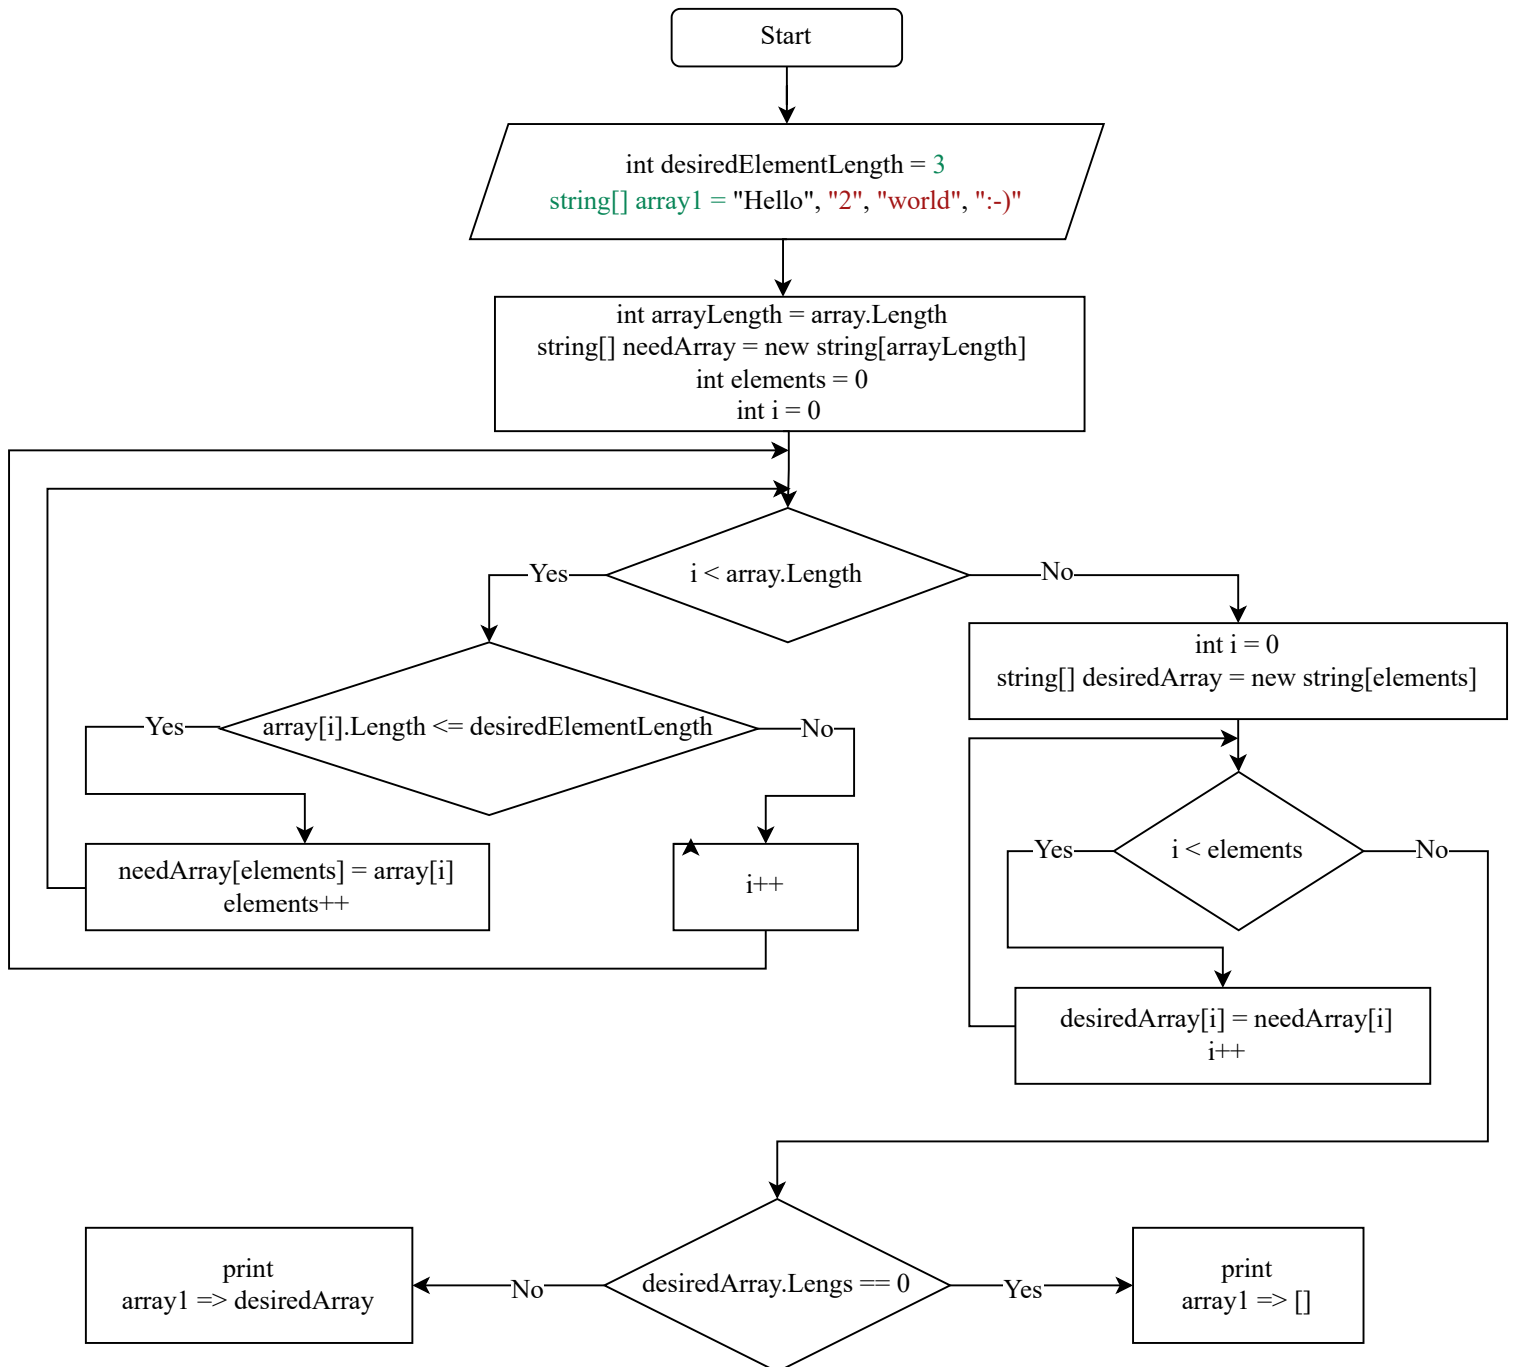 Start
int desiredElementLength = 3
string[] array1 = "Hello", "2", "world", ":-)"
int arrayLength = array.Length
string[] needArray = new string[arrayLength]
int elements = 0
int i = 0
i < array.Length
Yes
No
int i = 0
string[] desiredArray = new string[elements]
array[i].Length <= desiredElementLength
Yes
No
needArray[elements] = array[i]
elements++
i++
i < elements
Yes
No
desiredArray[i] = needArray[i]
i++
desiredArray.Lengs == 0
No
Yes
print
array1 => desiredArray
print
array1 => []